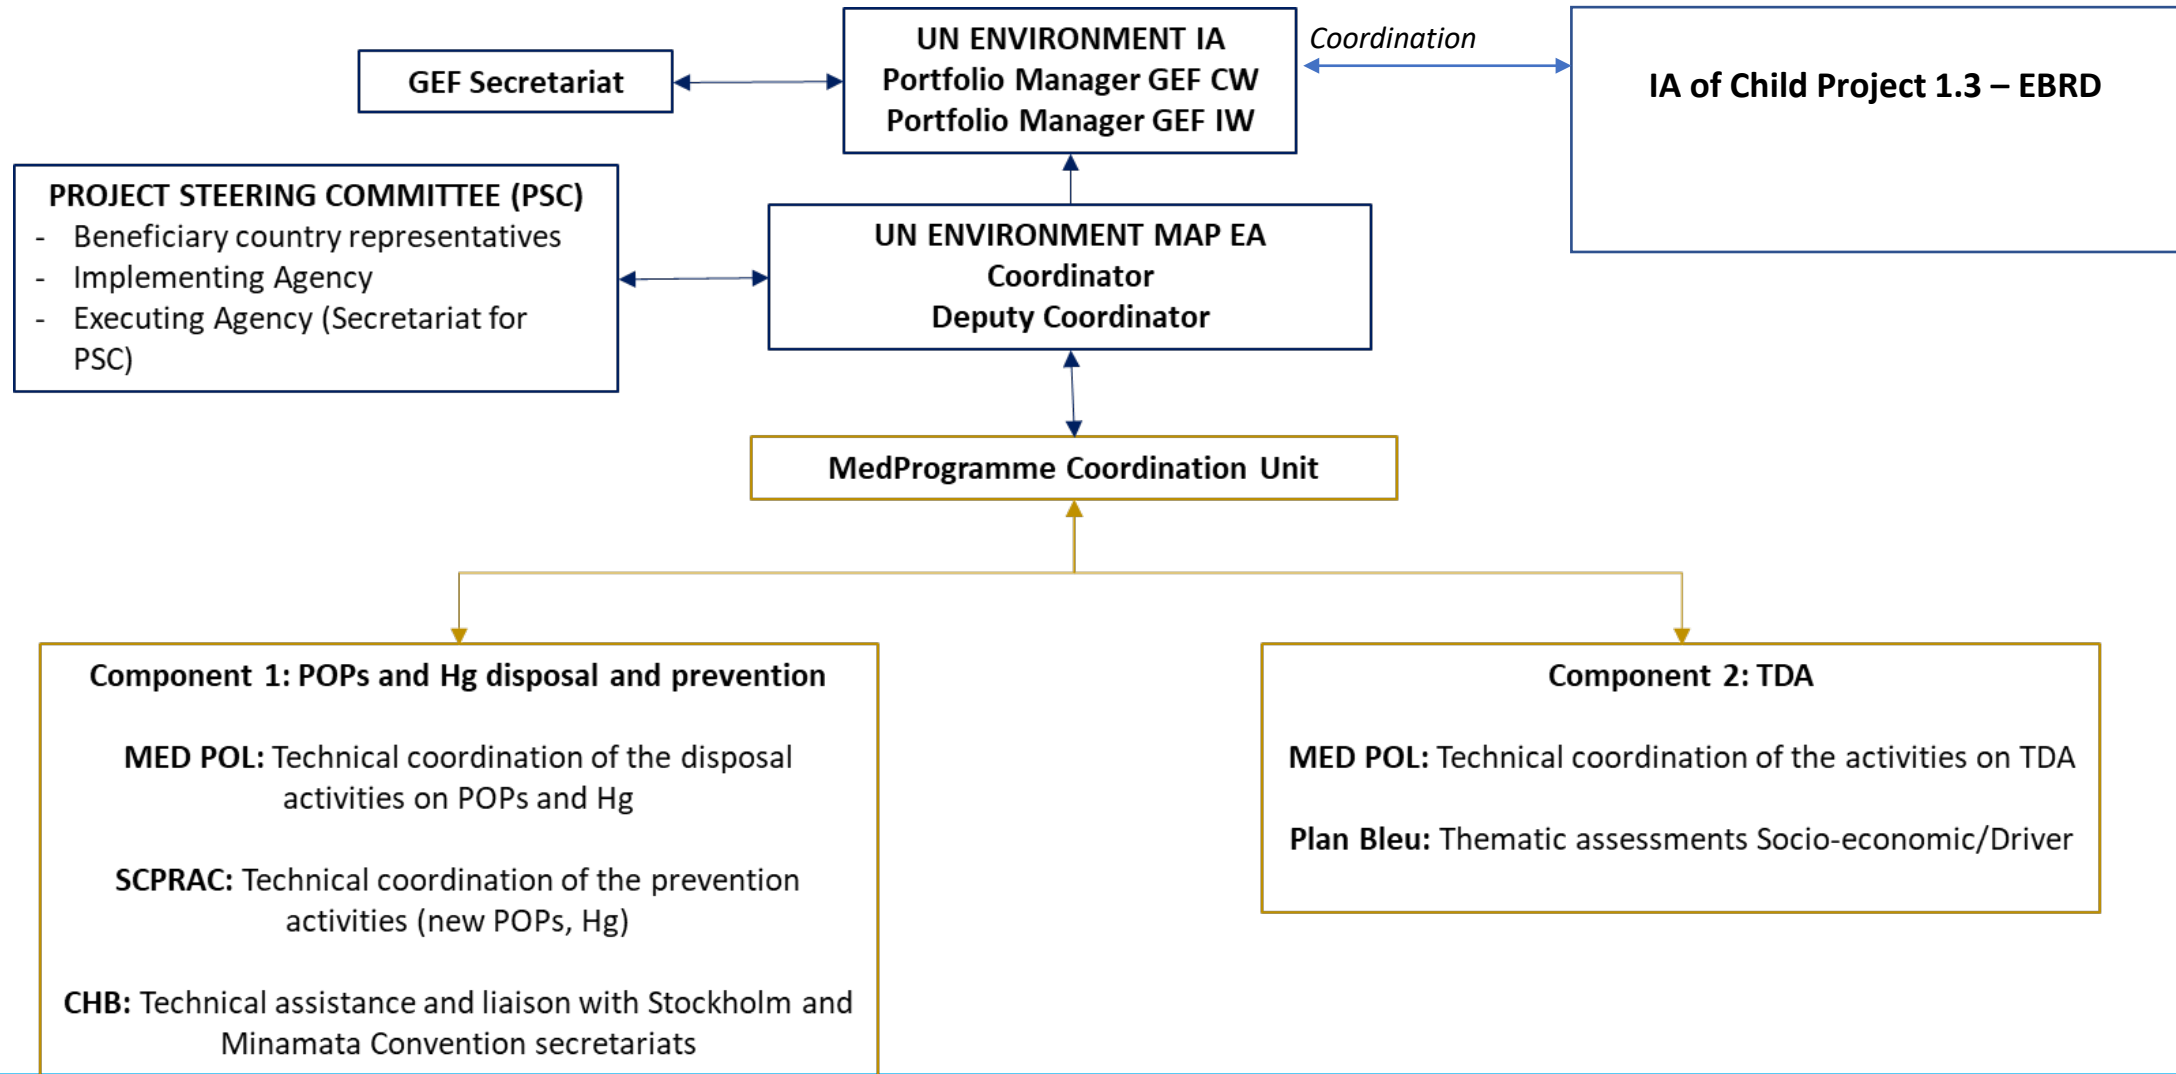 UN ENVIRONMENT IA
Portfolio Manager GEF CW
Portfolio Manager GEF IW
GEF Secretariat
Coordination
IA of Child Project 1.3 – EBRD
PROJECT STEERING COMMITTEE (PSC)
- Beneficiary country representatives
- Implementing Agency
- Executing Agency (Secretariat for
PSC)
UN ENVIRONMENT MAP EA
Coordinator
Deputy Coordinator
MedProgramme Coordination Unit
Component 1: POPs and Hg disposal and prevention
MED POL: Technical coordination of the disposal
activities on POPs and Hg
SCPRAC: Technical coordination of the prevention
activities (new POPs, Hg)
CHB: Technical assistance and liaison with Stockholm and
Minamata Convention secretariats
Component 2: TDA
MED POL: Technical coordination of the activities on TDA
Plan Bleu: Thematic assessments Socio-economic/Driver